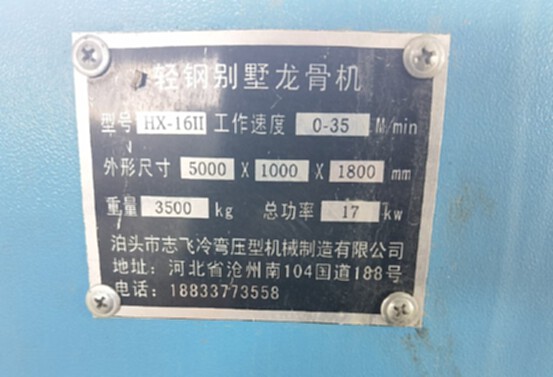 轻钢别墅龙骨机
型号 HX-16II 工作速度 0-35 M/min
外形尺寸 5000 X 1000 X 1800 mm
重量 3500 kg 总功率 17 kw
泊头市志飞冷弯压型机械制造有限公司
地址: 河北省沧州南104国道188号
电话: 18833773558